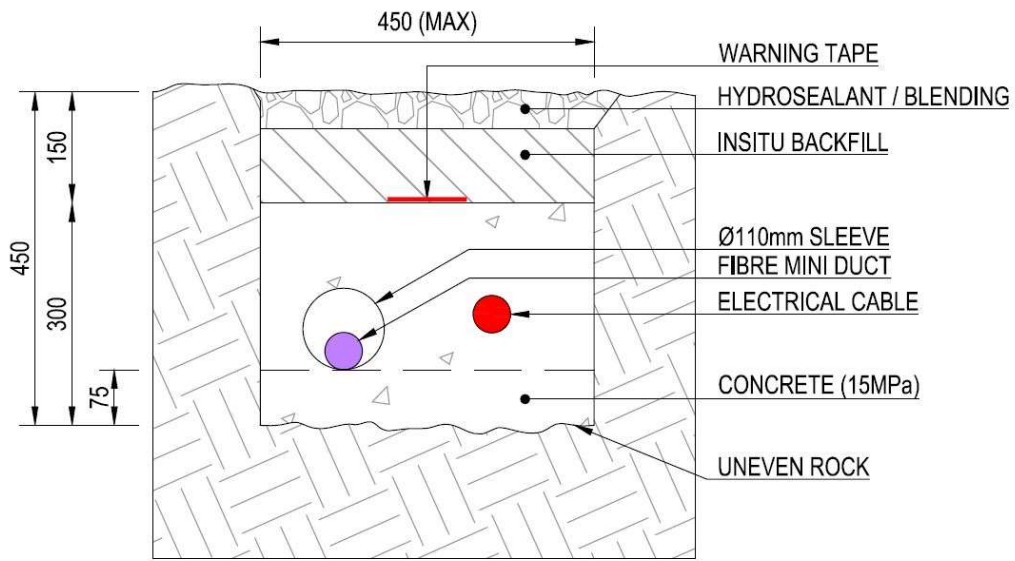 450 (MAX)
WARNING TAPE
HYDROSEALANT / BLENDING
INSITU BACKFILL
150
450
300
75
Ø110mm SLEEVE
FIBRE MINI DUCT
ELECTRICAL CABLE
CONCRETE (15MPa)
UNEVEN ROCK